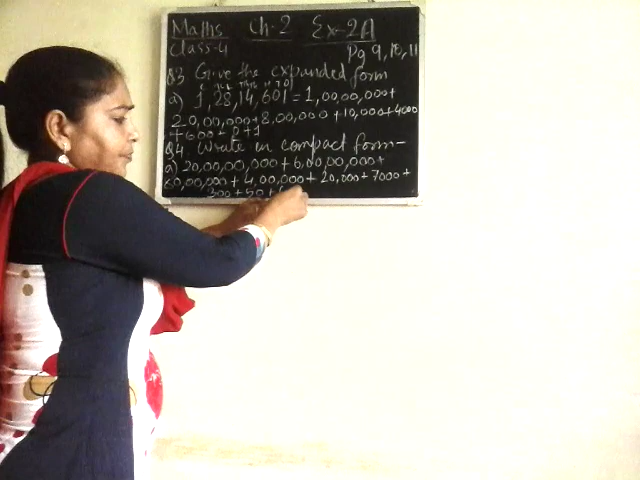 Maths Ch-2 Ex-2A
Class-4 Pg 9,10,11
Q3 Give the expanded form
a) 1,28,14,601 = 1,00,00,000+
20,00,000+8,00,000+10,000+4000
+600+0+1
Q4 Write in compact form-
a) 20,00,00,000+6,00,00,000+
60,00,000+4,00,000+20,000+7000+
300+50+